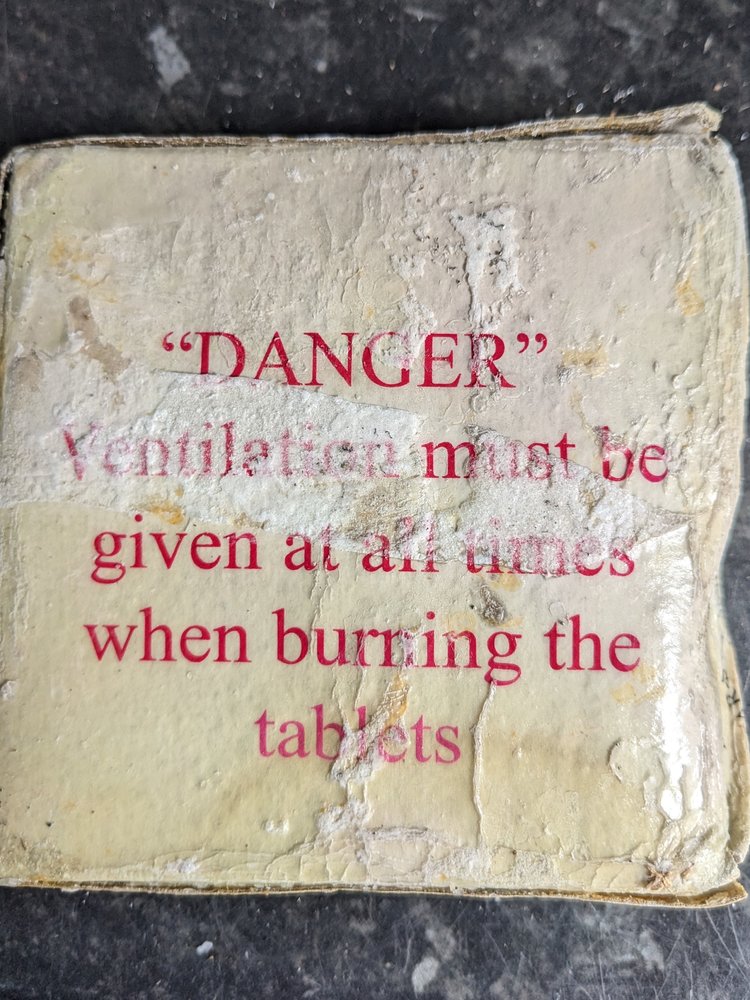 “DANGER”
Ventilation must be
given at all times
when burning the
tablets